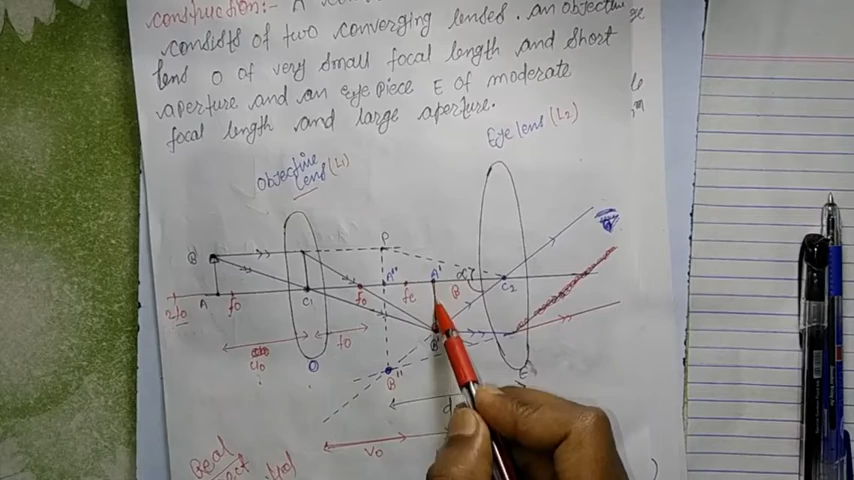 construction:- A
consists of two converging lenses. an objective
lens O of very small focal length and short
aperture and an eye piece E of moderate
focal length and large aperture.
Objective Lens (L1)
Eye lens (L2)
B
P
A
2fo
fo
C1
fo
A"
fe
A'
α
β
C2
B"
u0
fo
O
E
d
v0
Real